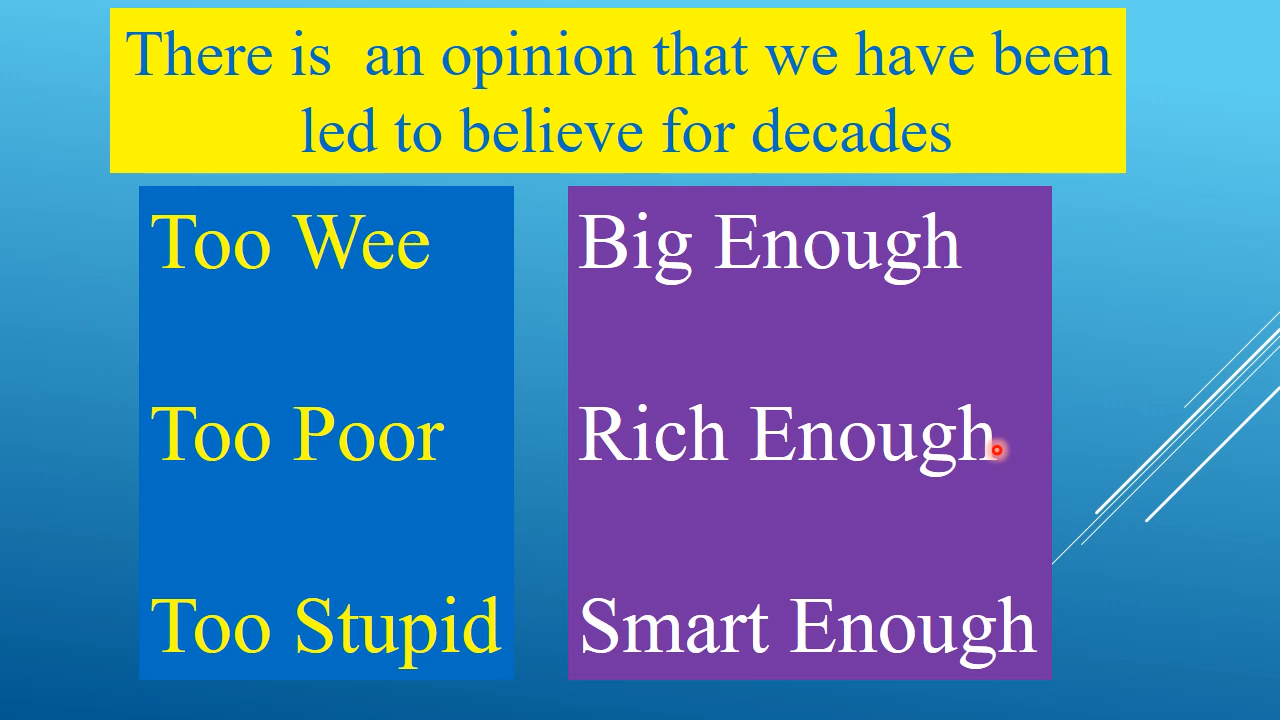 There is  an opinion that we have been
led to believe for decades
Too Wee
Too Poor
Too Stupid
Big Enough
Rich Enough
Smart Enough